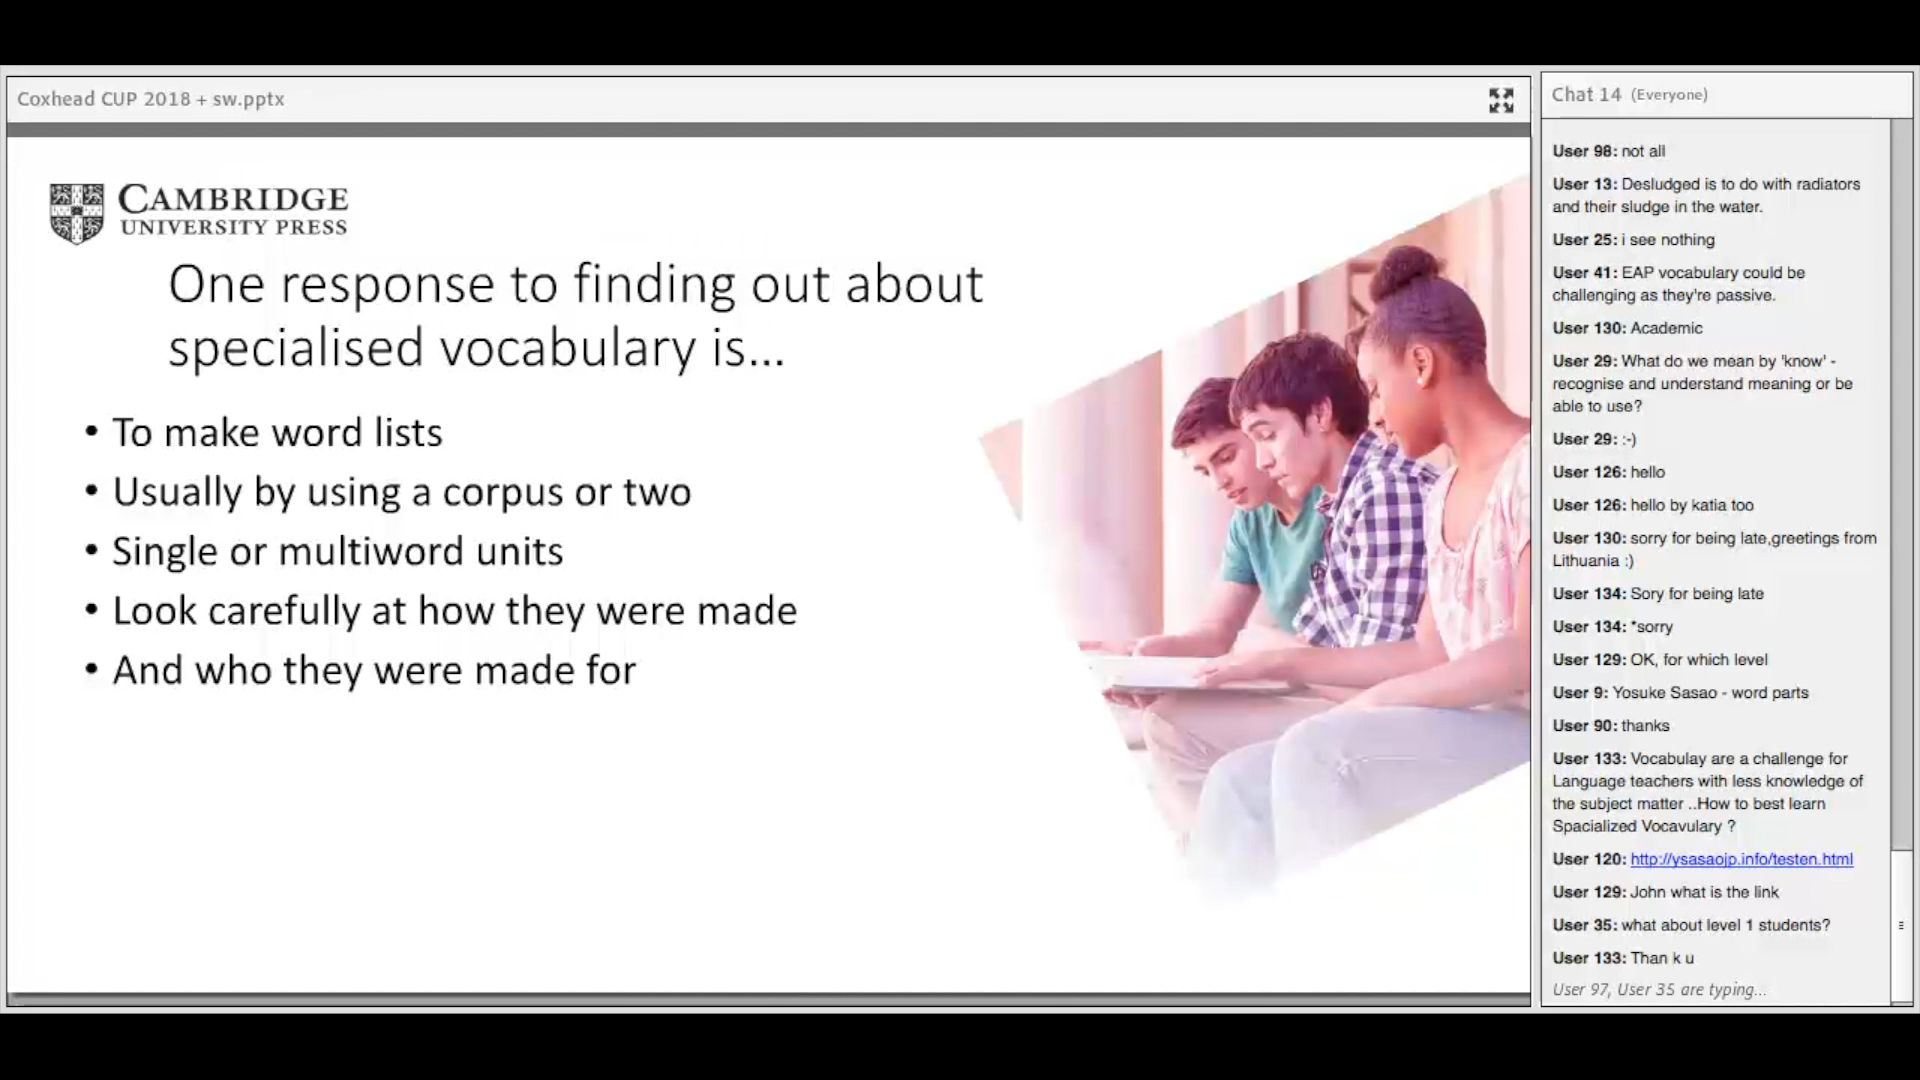 Coxhead CUP 2018 + sw.pptx
CAMBRIDGE
UNIVERSITY PRESS
One response to finding out about
specialised vocabulary is...
• To make word lists
• Usually by using a corpus or two
• Single or multiword units
• Look carefully at how they were made
• And who they were made for
Chat 14 (Everyone)
User 98: not all
User 13: Desludged is to do with radiators
and their sludge in the water.
User 25: i see nothing
User 41: EAP vocabulary could be
challenging as they're passive.
User 130: Academic
User 29: What do we mean by 'know' -
recognise and understand meaning or be
able to use?
User 29: :-)
User 126: hello
User 126: hello by katia too
User 130: sorry for being late,greetings from
Lithuania :)
User 134: Sory for being late
User 134: *sorry
User 129: OK, for which level
User 9: Yosuke Sasao - word parts
User 90: thanks
User 133: Vocabulay are a challenge for
Language teachers with less knowledge of
the subject matter ..How to best learn
Spacialized Vocavulary ?
User 120: http://ysasaojp.info/testen.html
User 129: John what is the link
User 35: what about level 1 students?
User 133: Than k u
User 97, User 35 are typing...